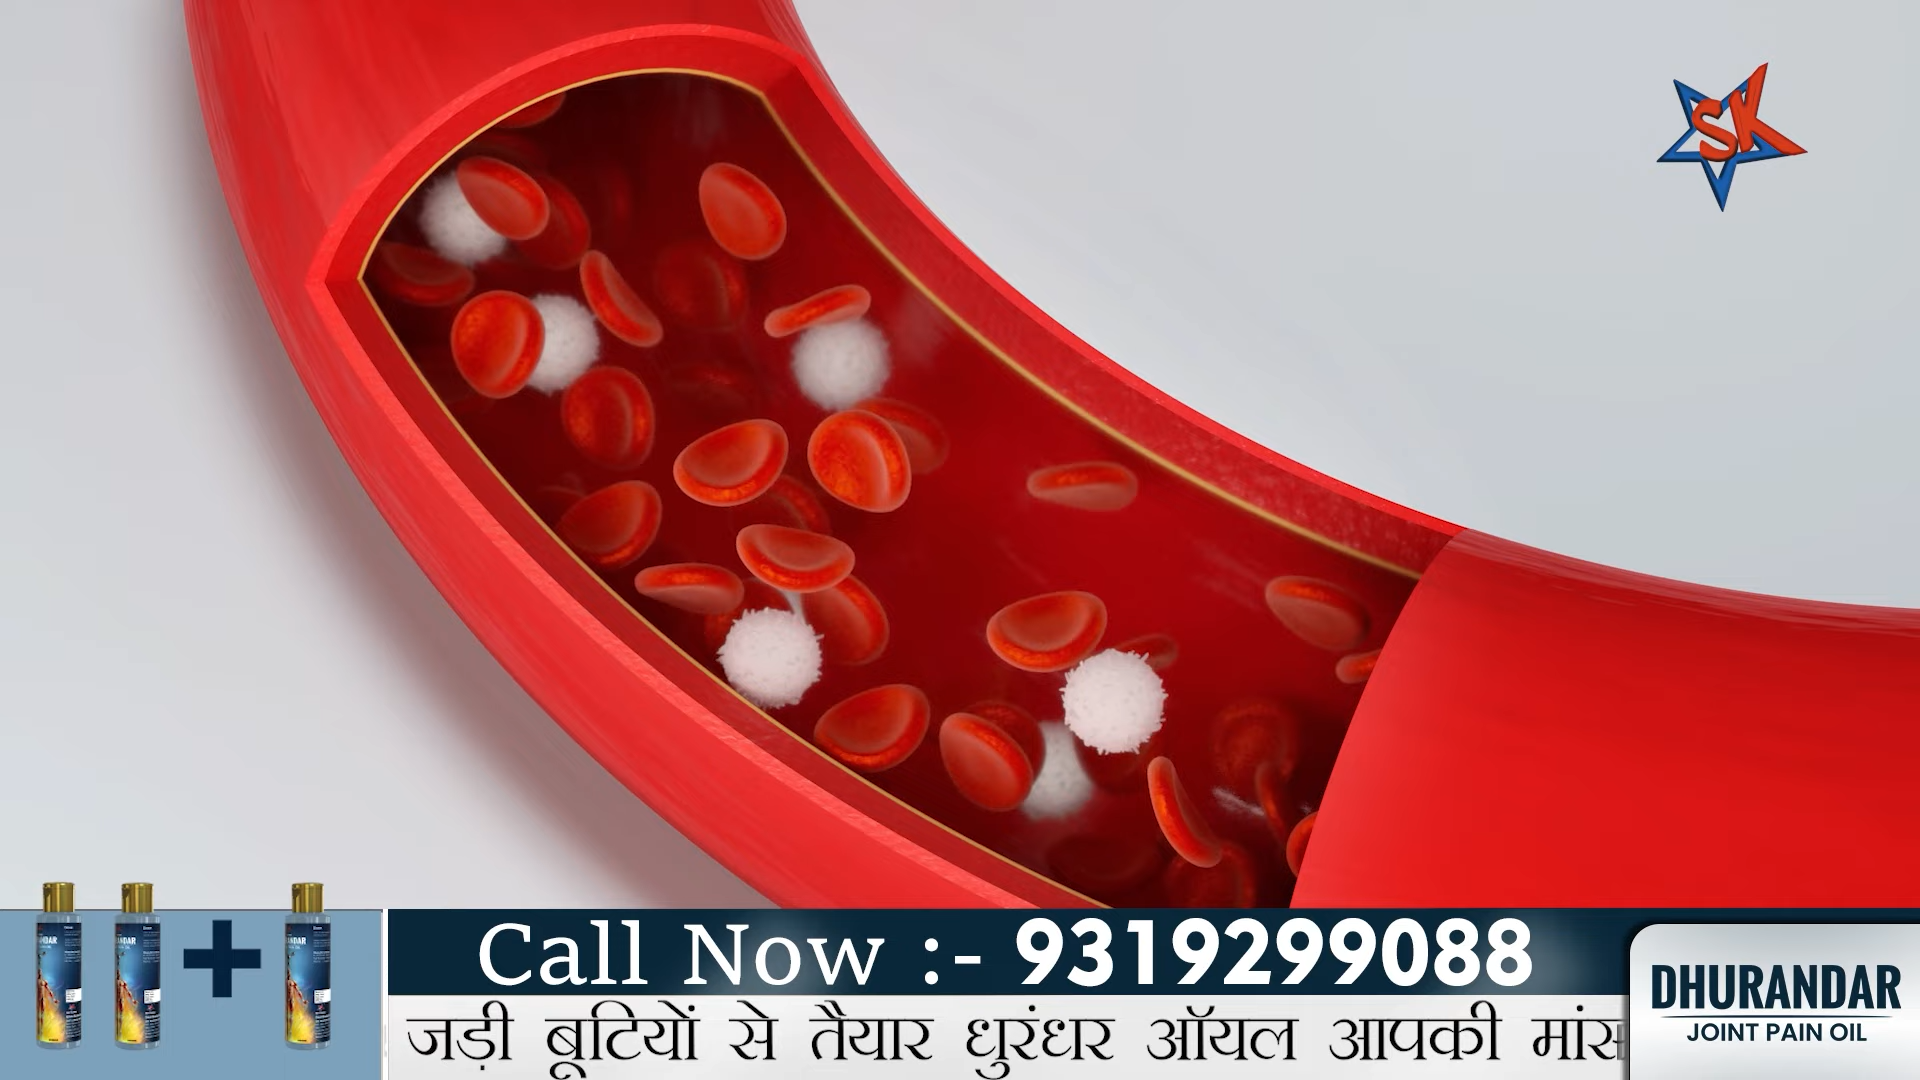 SK
Call Now :- 9319299088
जड़ी बूटियों से तैयार धुरंधर ऑयल आपकी
DHURANDAR
JOINT PAIN OIL